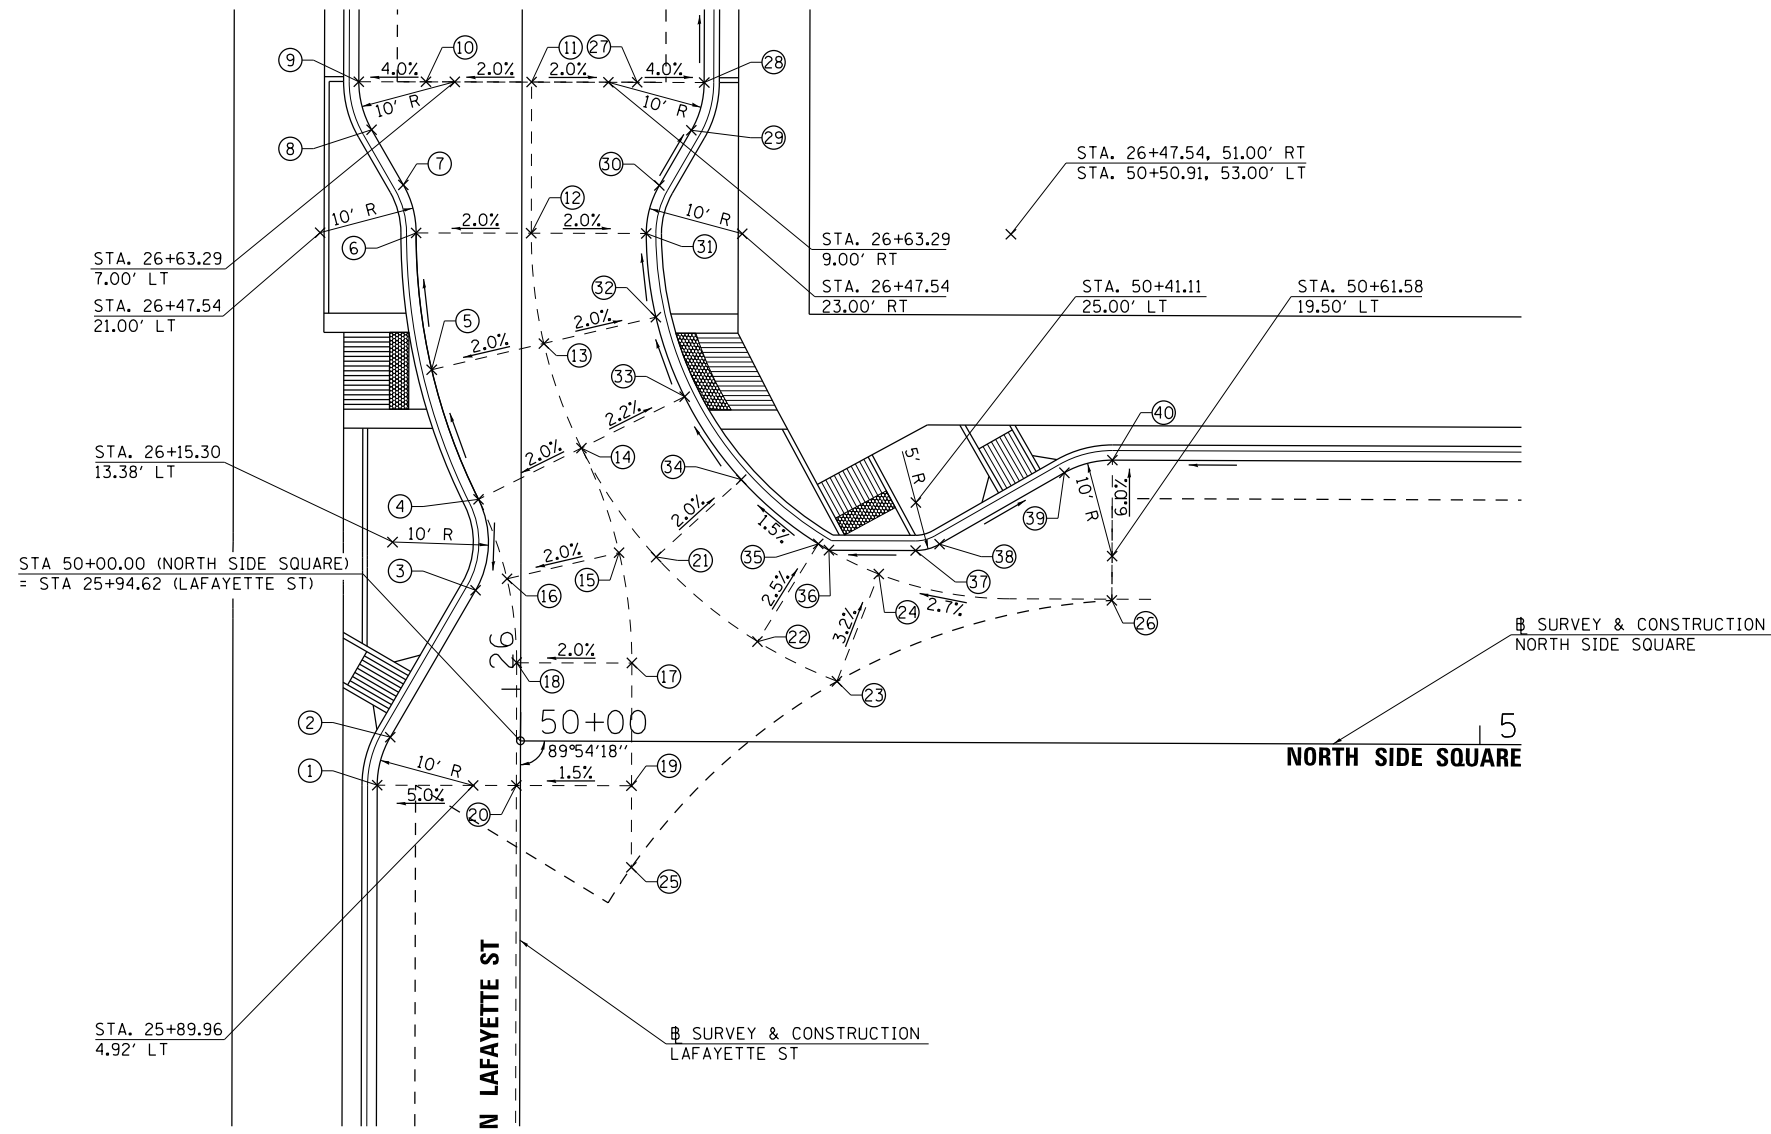 9
10
11
27
28
4.0%
2.0%
2.0%
4.0%
10' R
10' R
8
7
30
29
STA. 26+47.54, 51.00' RT
STA. 50+50.91, 53.00' LT
10' R
12
10' R
2.0%
2.0%
6
31
STA. 26+63.29
7.00' LT
STA. 26+63.29
9.00' RT
STA. 26+47.54
21.00' LT
STA. 26+47.54
23.00' RT
STA. 50+41.11
25.00' LT
STA. 50+61.58
19.50' LT
32
5
2.0%
2.0%
13
33
2.2%
40
STA. 26+15.30
13.38' LT
2.0%
14
34
5' R
4
2.0%
10' R
6.0%
39
10' R
1.5%
STA 50+00.00 (NORTH SIDE SQUARE)
= STA 25+94.62 (LAFAYETTE ST)
3
2.0%
15
21
35
38
16
2.5%
36
37
24
2.7%
3.2%
22
26
26
2.0%
18
17
23
℄ SURVEY & CONSTRUCTION
NORTH SIDE SQUARE
2
50+00
5
89°54'18"
NORTH SIDE SQUARE
1
10' R
1.5%
19
5.0%
20
25
STA. 25+89.96
4.92' LT
N LAFAYETTE ST
℄ SURVEY & CONSTRUCTION
LAFAYETTE ST